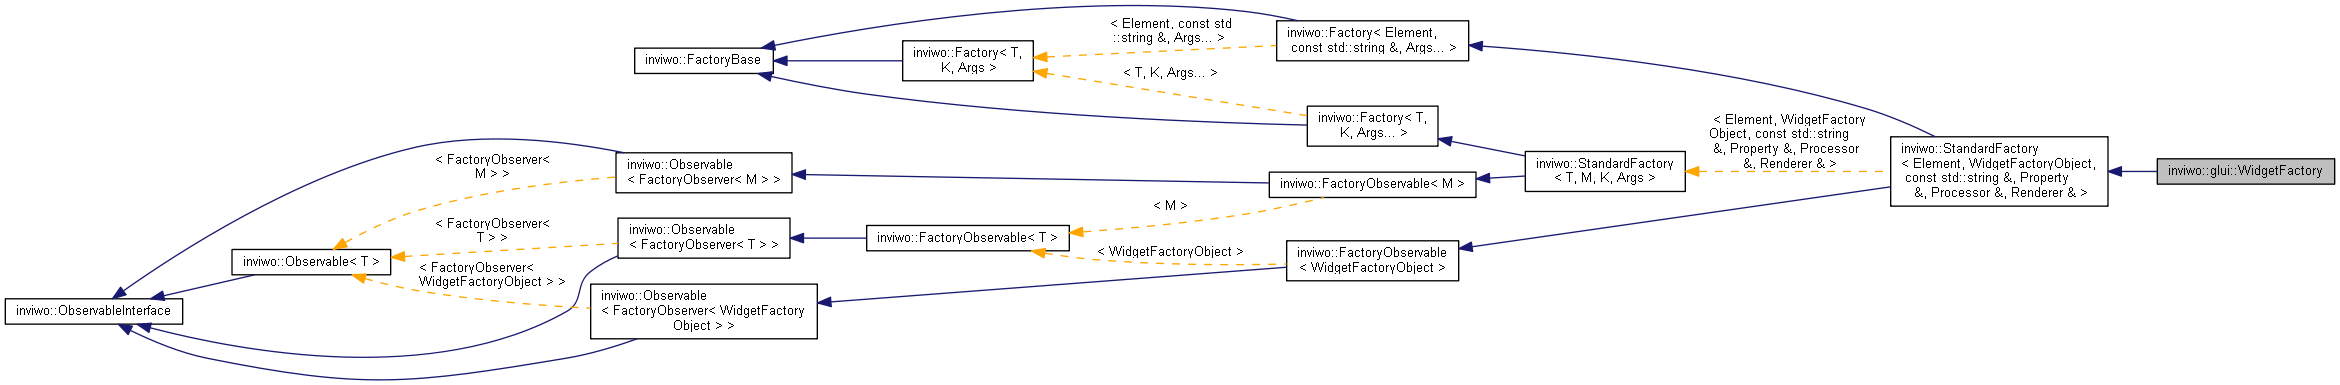 inviwo::FactoryBase
inviwo::Factory< T,
K, Args >
< Element, const std
::string &, Args... >
< T, K, Args... >
inviwo::Factory< Element,
const std::string &, Args... >
inviwo::Factory< T,
K, Args... >
< FactoryObserver<
M > >
inviwo::Observable
< FactoryObserver< M > >
inviwo::FactoryObservable< M >
inviwo::StandardFactory
< T, M, K, Args >
< Element, WidgetFactory
Object, const std::string
&, Property &, Processor
&, Renderer & >
inviwo::StandardFactory
< Element, WidgetFactoryObject,
const std::string &, Property
&, Processor &, Renderer & >
inviwo::glui::WidgetFactory
< FactoryObserver<
T > >
inviwo::Observable
< FactoryObserver< T > >
inviwo::FactoryObservable< T >
< M >
< WidgetFactoryObject >
inviwo::FactoryObservable
< WidgetFactoryObject >
inviwo::Observable< T >
< FactoryObserver<
WidgetFactoryObject > >
inviwo::Observable
< FactoryObserver< WidgetFactory
Object > >
inviwo::ObservableInterface